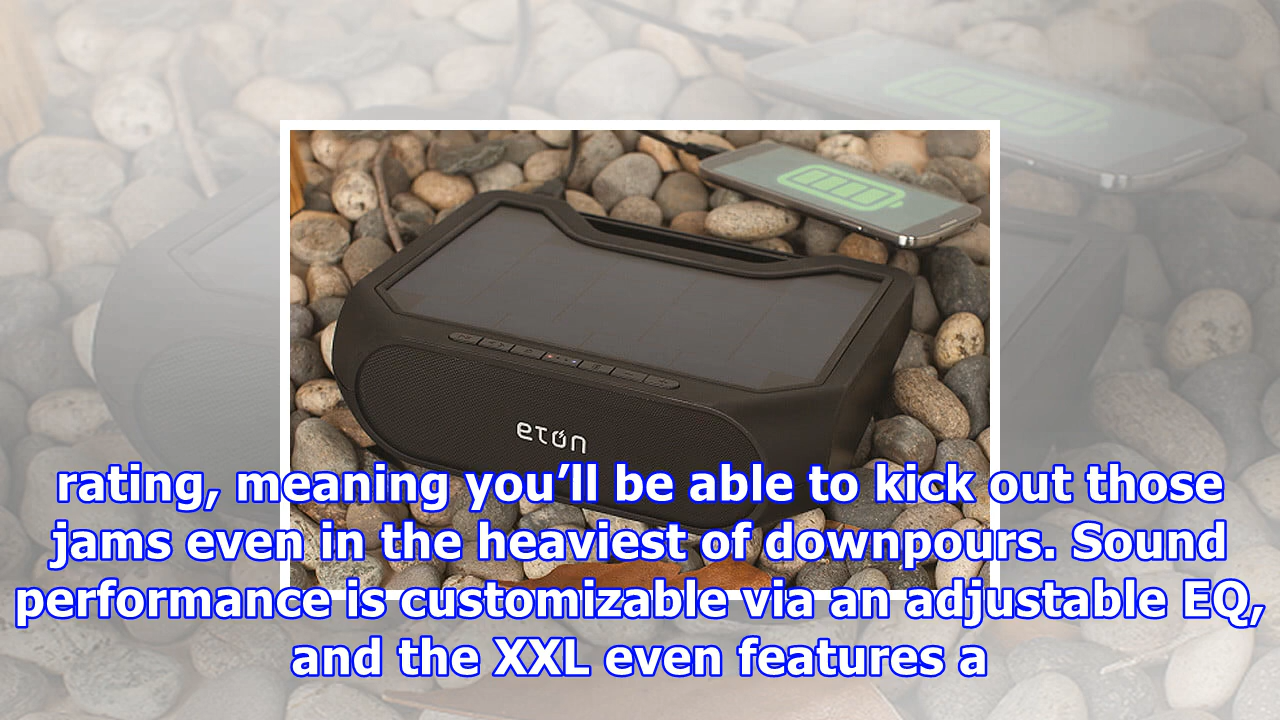 etón
rating, meaning you’ll be able to kick out those
jams even in the heaviest of downpours. Sound
performance is customizable via an adjustable EQ,
and the XXL even features a